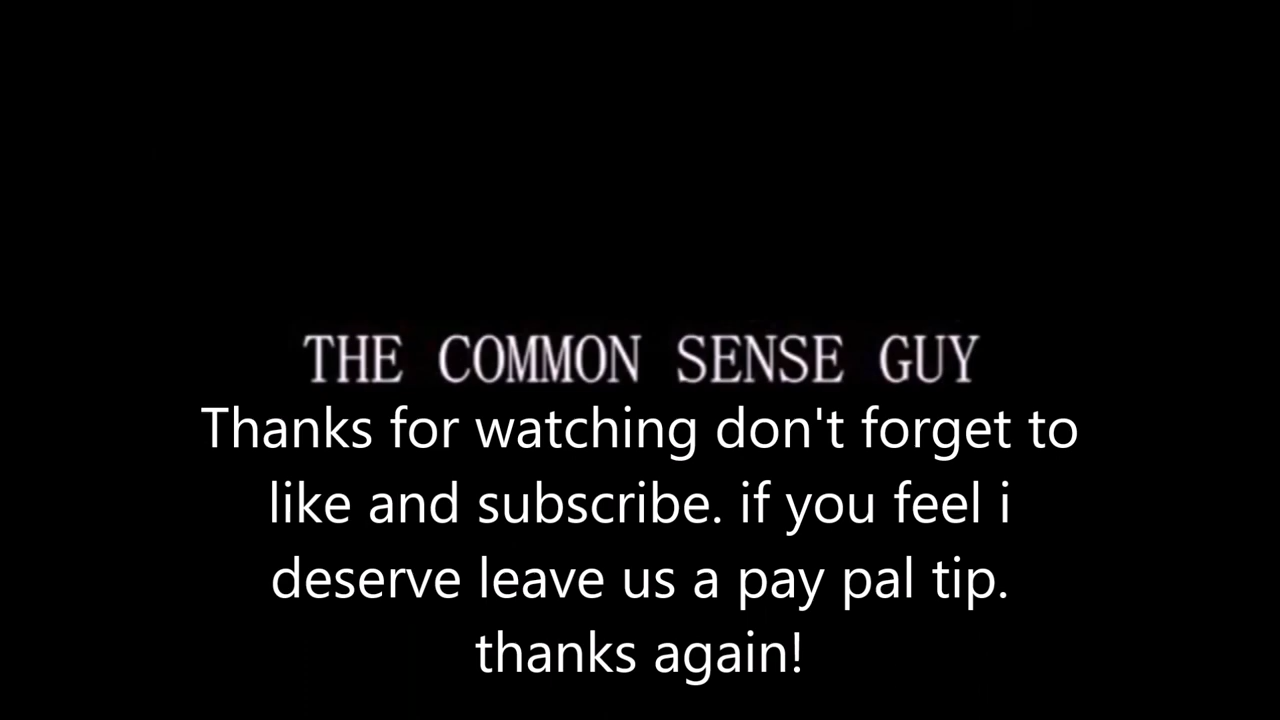 THE COMMON SENSE GUY
Thanks for watching don't forget to
like and subscribe. if you feel i
deserve leave us a pay pal tip.
thanks again!